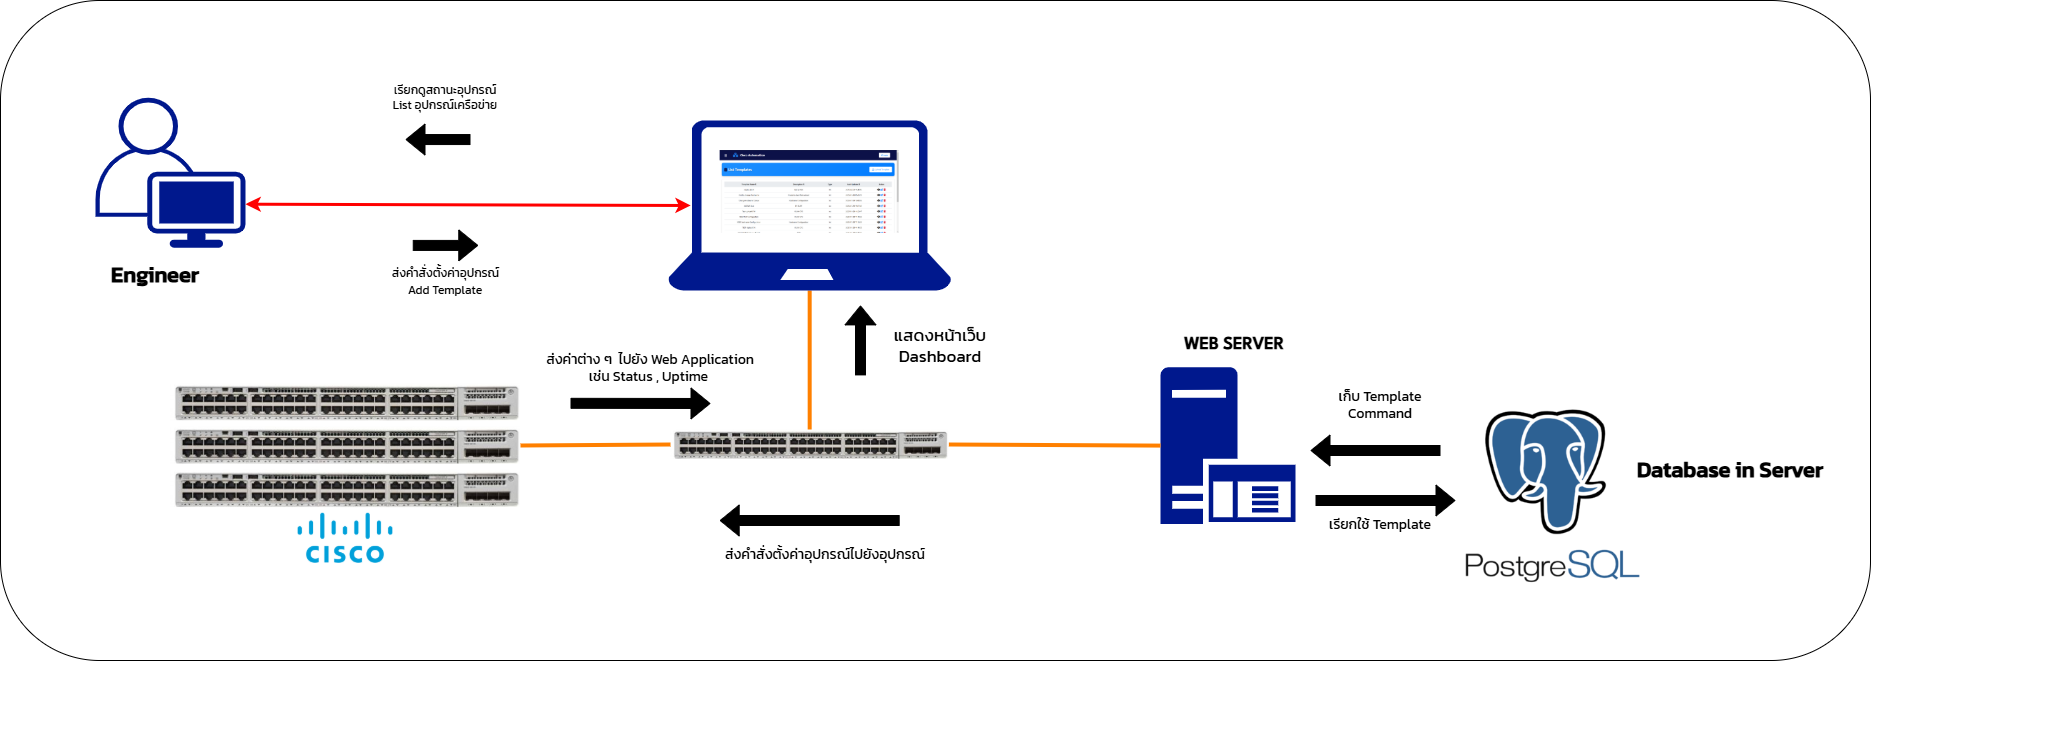 เรียกดูสถานะอุปกรณ์
List อุปกรณ์เครือข่าย
Engineer
ส่งคำสั่งตั้งค่าอุปกรณ์
Add Template
List Templates
แสดงหน้าเว็บ
Dashboard
ส่งค่าต่าง ๆ ไปยัง Web Application
เช่น Status , Uptime
WEB SERVER
เก็บ Template
Command
Database in Server
เรียกใช้ Template
ส่งคำสั่งตั้งค่าอุปกรณ์ไปยังอุปกรณ์
CISCO
PostgreSQL